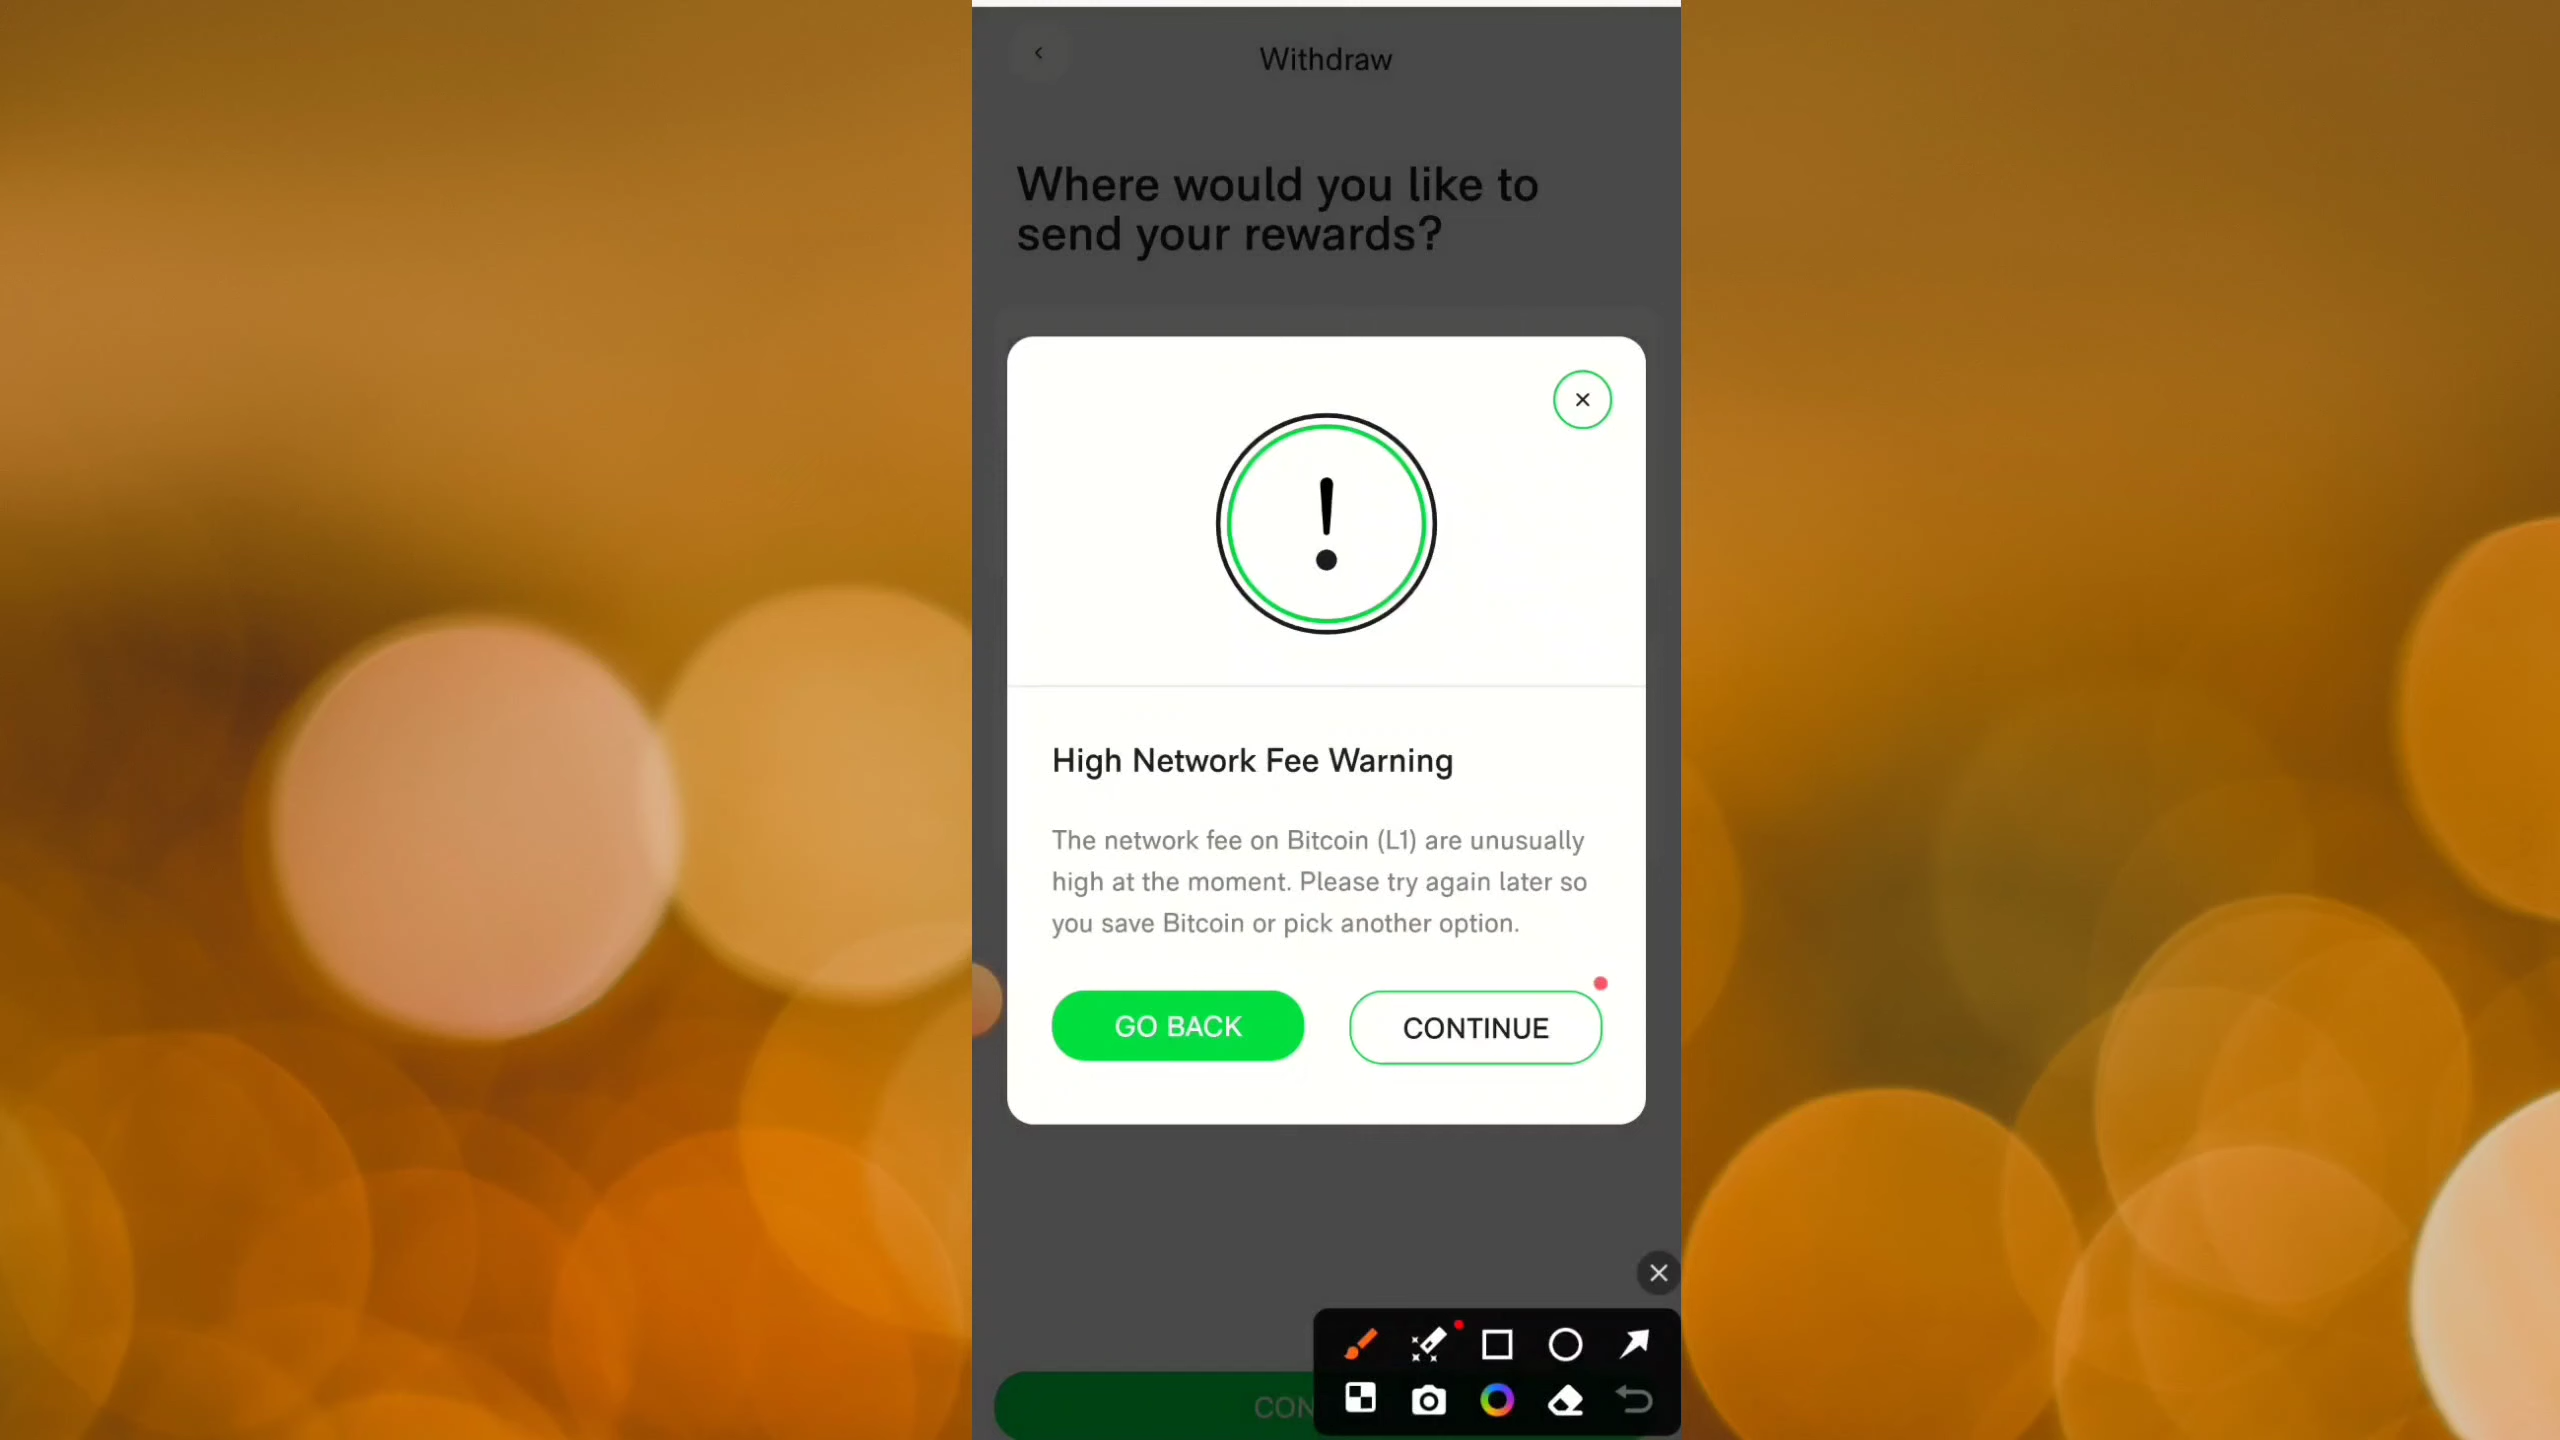 Withdraw
Where would you like to
send your rewards?
High Network Fee Warning
The network fee on Bitcoin (L1) are unusually
high at the moment. Please try again later so
you save Bitcoin or pick another option.
GO BACK
CONTINUE
CON